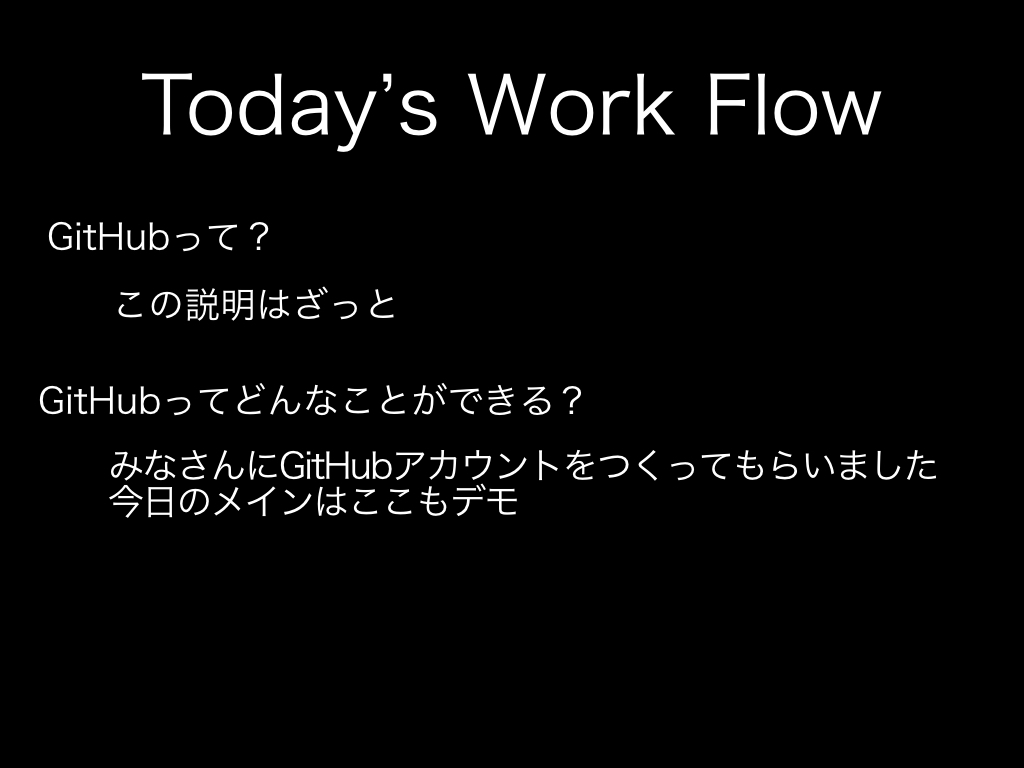 Today’s Work Flow
GitHubって？
この説明はざっと
GitHubってどんなことができる？
みなさんにGitHubアカウントをつくってもらいました
今日のメインはここもデモ